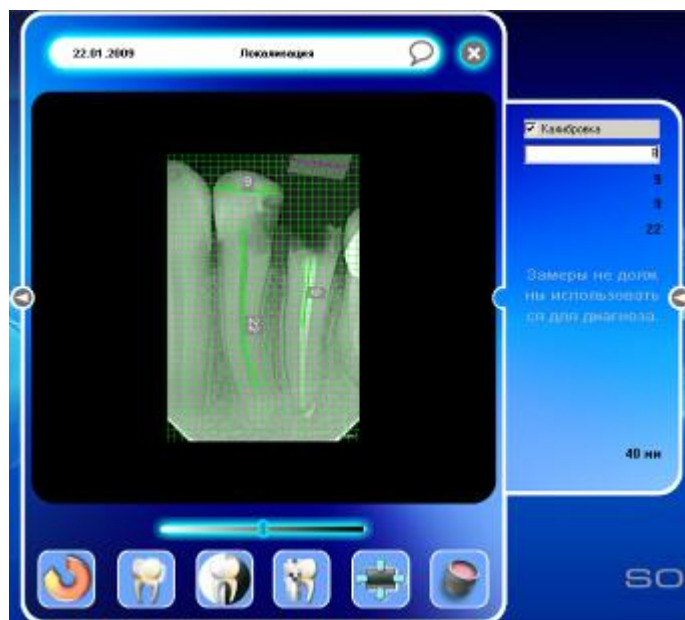 22.01.2009
Локализация
Калибровка
9
9
22
Замеры не долж
ны использовать
ся для диагноза.
40 мм
SO
9